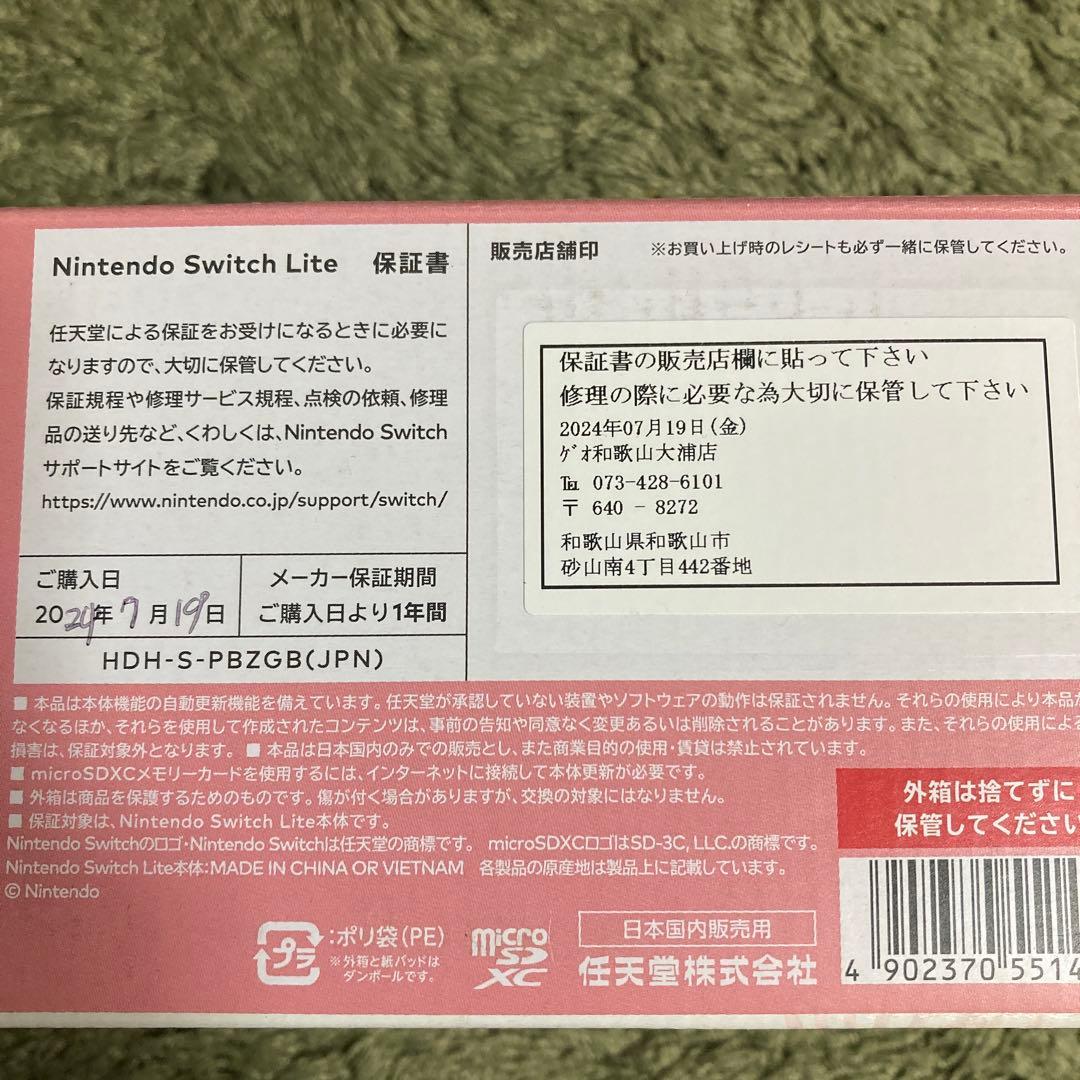 Nintendo Switch Lite 保証書
任天堂による保証をお受けになるときに必要に
なりますので、大切に保管してください。
保証規程や修理サービス規程、点検の依頼、修理
品の送り先など、くわしくは、Nintendo Switch
サポートサイトをご覧ください。
https://www.nintendo.co.jp/support/switch/
ご購入日
2024年7月19日
メーカー保証期間
ご購入日より1年間
HDH-S-PBZGB(JPN)
販売店舗印
※お買い上げ時のレシートも必ず一緒に保管してください。
保証書の販売店欄に貼って下さい
修理の際に必要な為大切に保管して下さい
2024年07月19日(金)
ゲオ和歌山大浦店
℡ 073-428-6101
〒 640 - 8272
和歌山県和歌山市
砂山南4丁目442番地
■ 本品は本体機能の自動更新機能を備えています。任天堂が承認していない装置やソフトウェアの動作は保証されません。それらの使用により本品が
なくなるほか、それらを使用して作成されたコンテンツは、事前の告知や同意なく変更あるいは削除されることがあります。また、それらの使用による
損害は、保証対象外となります。 ■ 本品は日本国内のみでの販売とし、また商業目的の使用・賃貸は禁止されています。
■ microSDXCメモリーカードを使用するには、インターネットに接続して本体更新が必要です。
■ 外箱は商品を保護するためのものです。傷が付く場合がありますが、交換の対象にはなりません。
■ 保証対象は、Nintendo Switch Lite本体です。
Nintendo Switchのロゴ・Nintendo Switchは任天堂の商標です。 microSDXCロゴはSD-3C, LLC.の商標です。
Nintendo Switch Lite本体:MADE IN CHINA OR VIETNAM 各製品の原産地は製品上に記載しています。
© Nintendo
外箱は捨てずに
保管してください
プラ
:ポリ袋(PE)
※外箱と紙パッドは
ダンボールです。
micro
SD
XC
日本国内販売用
任天堂株式会社
4 902370 5514